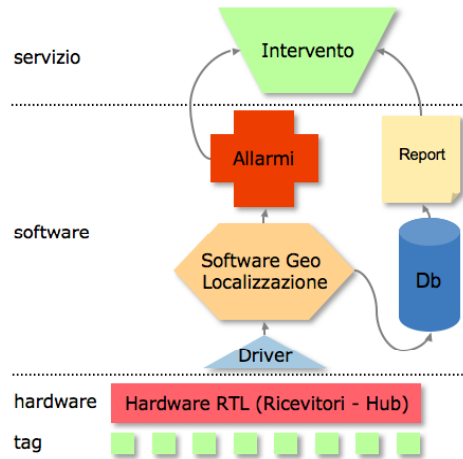 servizio
Intervento
Allarmi
Report
software
Software Geo
Localizzazione
Db
Driver
hardware
Hardware RTL (Ricevitori - Hub)
tag